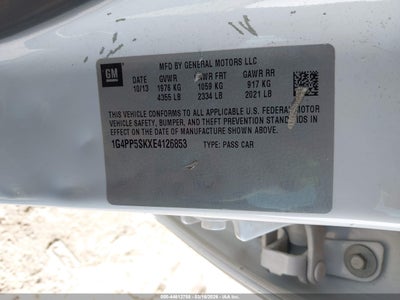 GM
MFD BY GENERAL MOTORS LLC
DATE GVWR GAWR FRT GAWR RR
10/13 1976 KG 1059 KG 917 KG
4355 LB 2334 LB 2021 LB
THIS VEHICLE CONFORMS TO ALL APPLICABLE U.S. FEDERAL MOTOR
VEHICLE SAFETY, BUMPER, AND THEFT PREVENTION STANDARDS
IN EFFECT ON THE DATE OF MANUFACTURE SHOWN ABOVE.
1G4PP5SKXE4126853 TYPE: PASS CAR